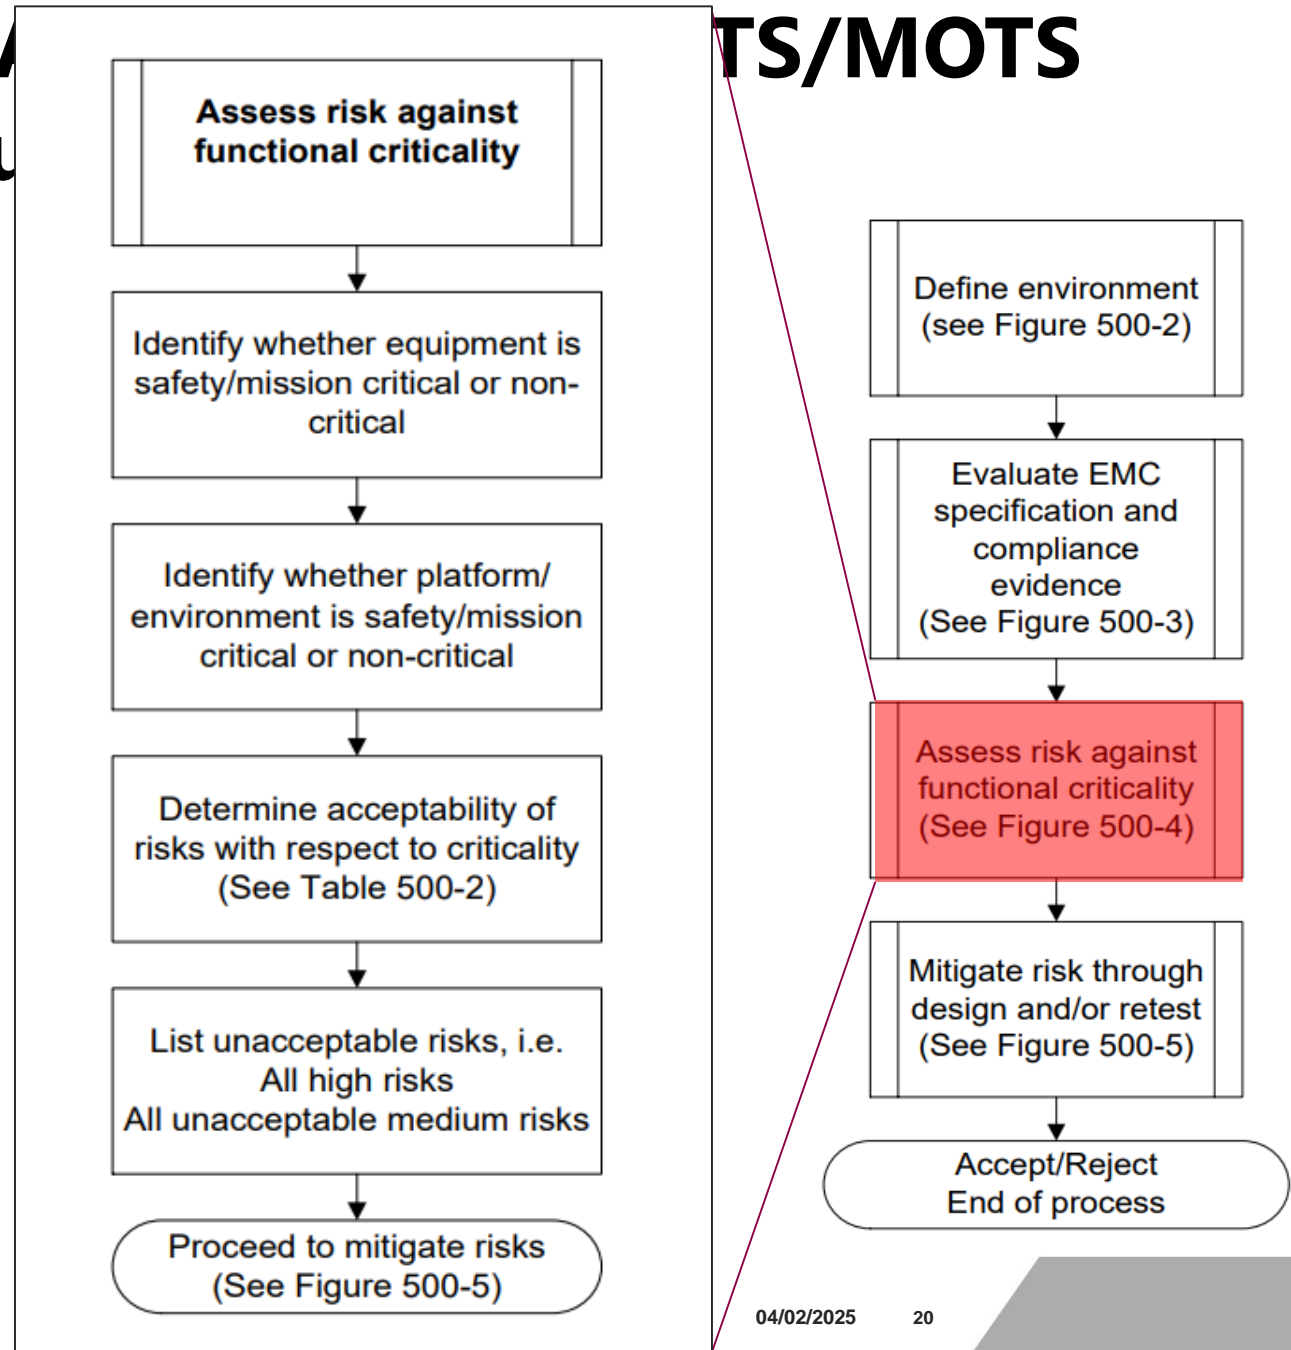 TS/MOTS
Assess risk against
functional criticality
Identify whether equipment is
safety/mission critical or non-
critical
Identify whether platform/
environment is safety/mission
critical or non-critical
Determine acceptability of
risks with respect to criticality
(See Table 500-2)
List unacceptable risks, i.e.
All high risks
All unacceptable medium risks
Proceed to mitigate risks
(See Figure 500-5)
Define environment
(see Figure 500-2)
Evaluate EMC
specification and
compliance
evidence
(See Figure 500-3)
Assess risk against
functional criticality
(See Figure 500-4)
Mitigate risk through
design and/or retest
(See Figure 500-5)
Accept/Reject
End of process
04/02/2025 20